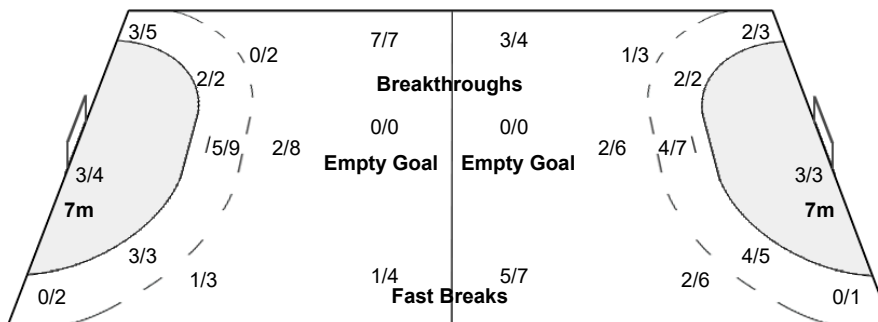 3/5 7/7 3/4 2/3
0/2 1/3
2/2 Breakthroughs 2/2
0/0 0/0
5/9 2/8 2/6 4/7
Empty Goal Empty Goal
3/4 3/3
7m 7m
3/3 4/5
1/3 1/4 5/7 2/6
0/2 Fast Breaks 0/1